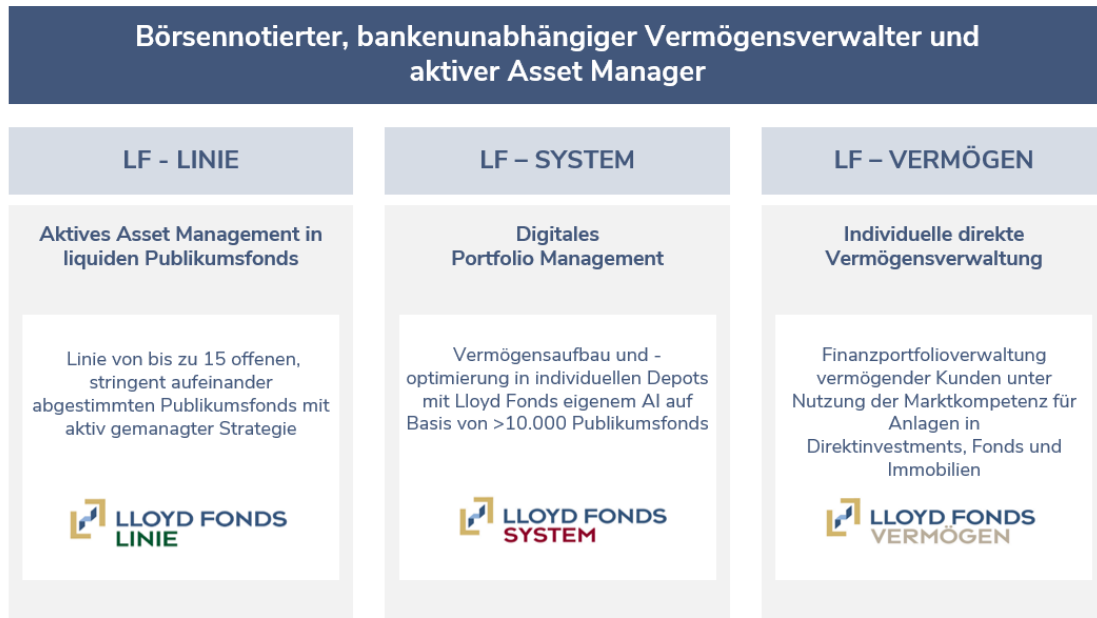 Börsennotierter, bankenunabhängiger Vermögensverwalter und
aktiver Asset Manager
LF - LINIE
Aktives Asset Management in
liquiden Publikumsfonds
Linie von bis zu 15 offenen,
stringent aufeinander
abgestimmten Publikumsfonds mit
aktiv gemanagter Strategie
LLOYD FONDS
LINIE
LF – SYSTEM
Digitales
Portfolio Management
Vermögensaufbau und -
optimierung in individuellen Depots
mit Lloyd Fonds eigenem AI auf
Basis von >10.000 Publikumsfonds
LLOYD FONDS
SYSTEM
LF – VERMÖGEN
Individuelle direkte
Vermögensverwaltung
Finanzportfolioverwaltung
vermögender Kunden unter
Nutzung der Marktkompetenz für
Anlagen in
Direktinvestments, Fonds und
Immobilien
LLOYD FONDS
VERMÖGEN